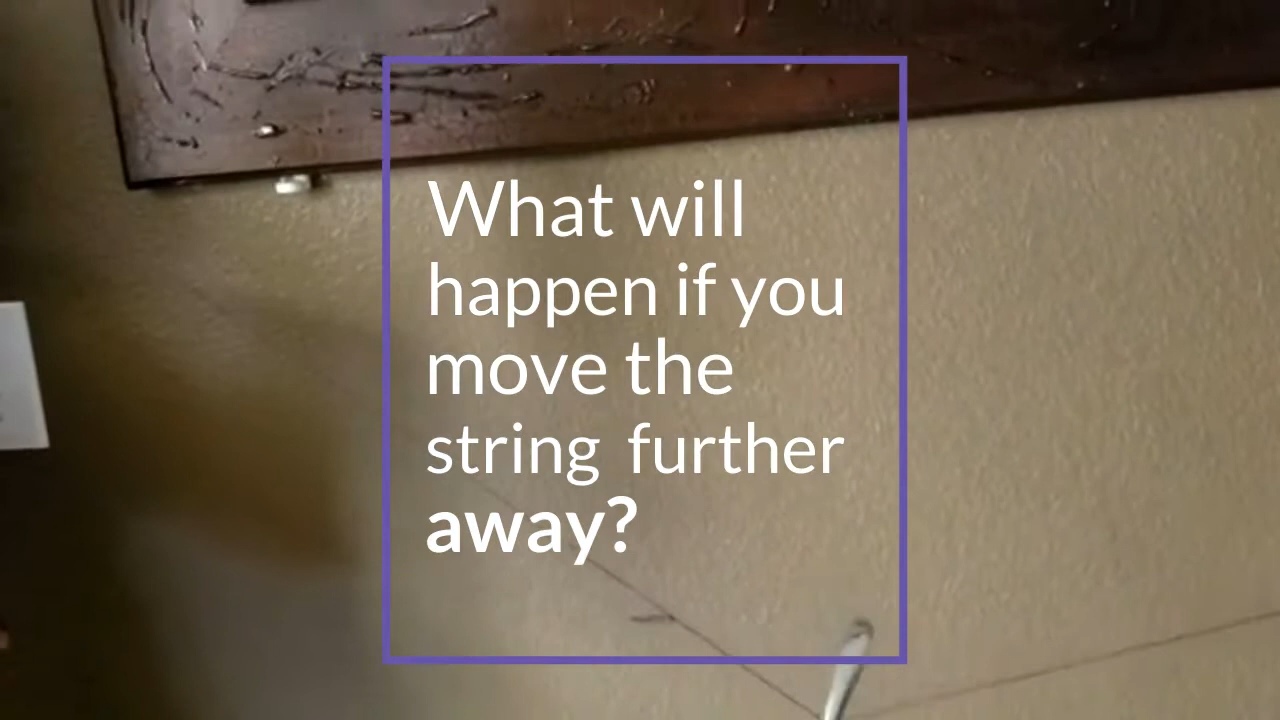 What will
happen if you
move the
string  further
away?